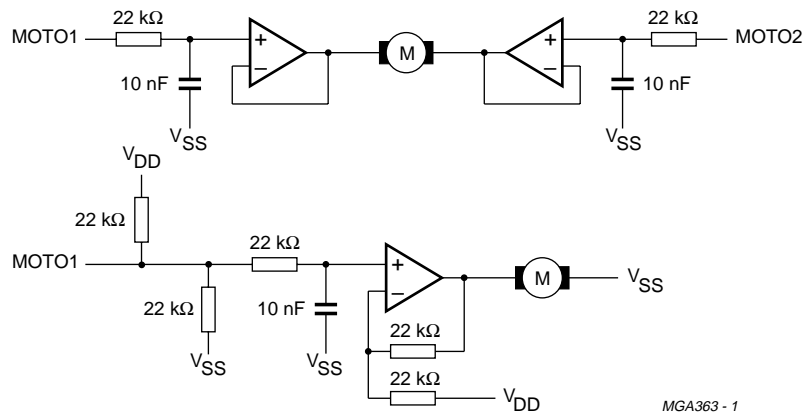 22 kΩ
22 kΩ
MOTO1
+
+
MOTO2
M
−
−
10 nF
10 nF
VSS
VSS
VDD
22 kΩ
22 kΩ
MOTO1
+
M
VSS
−
22 kΩ
10 nF
22 kΩ
VSS
VSS
22 kΩ
VDD
MGA363 - 1